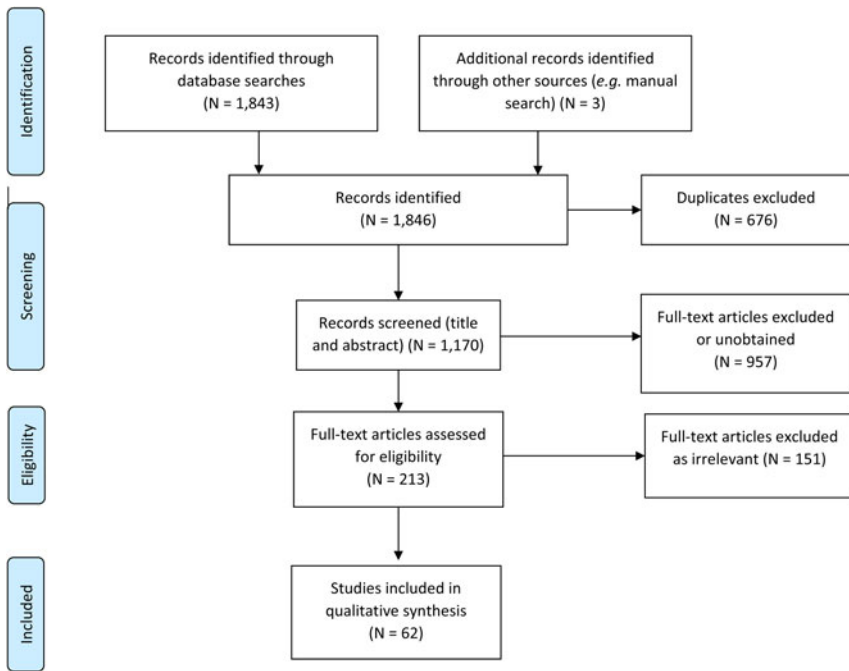 Identification
Records identified through
database searches
(N = 1,843)
Additional records identified
through other sources (e.g. manual
search) (N = 3)
Records identified
(N = 1,846)
Duplicates excluded
(N = 676)
Screening
Records screened (title
and abstract) (N = 1,170)
Full-text articles excluded
or unobtained
(N = 957)
Eligibility
Full-text articles assessed
for eligibility
(N = 213)
Full-text articles excluded
as irrelevant (N = 151)
Included
Studies included in
qualitative synthesis
(N = 62)